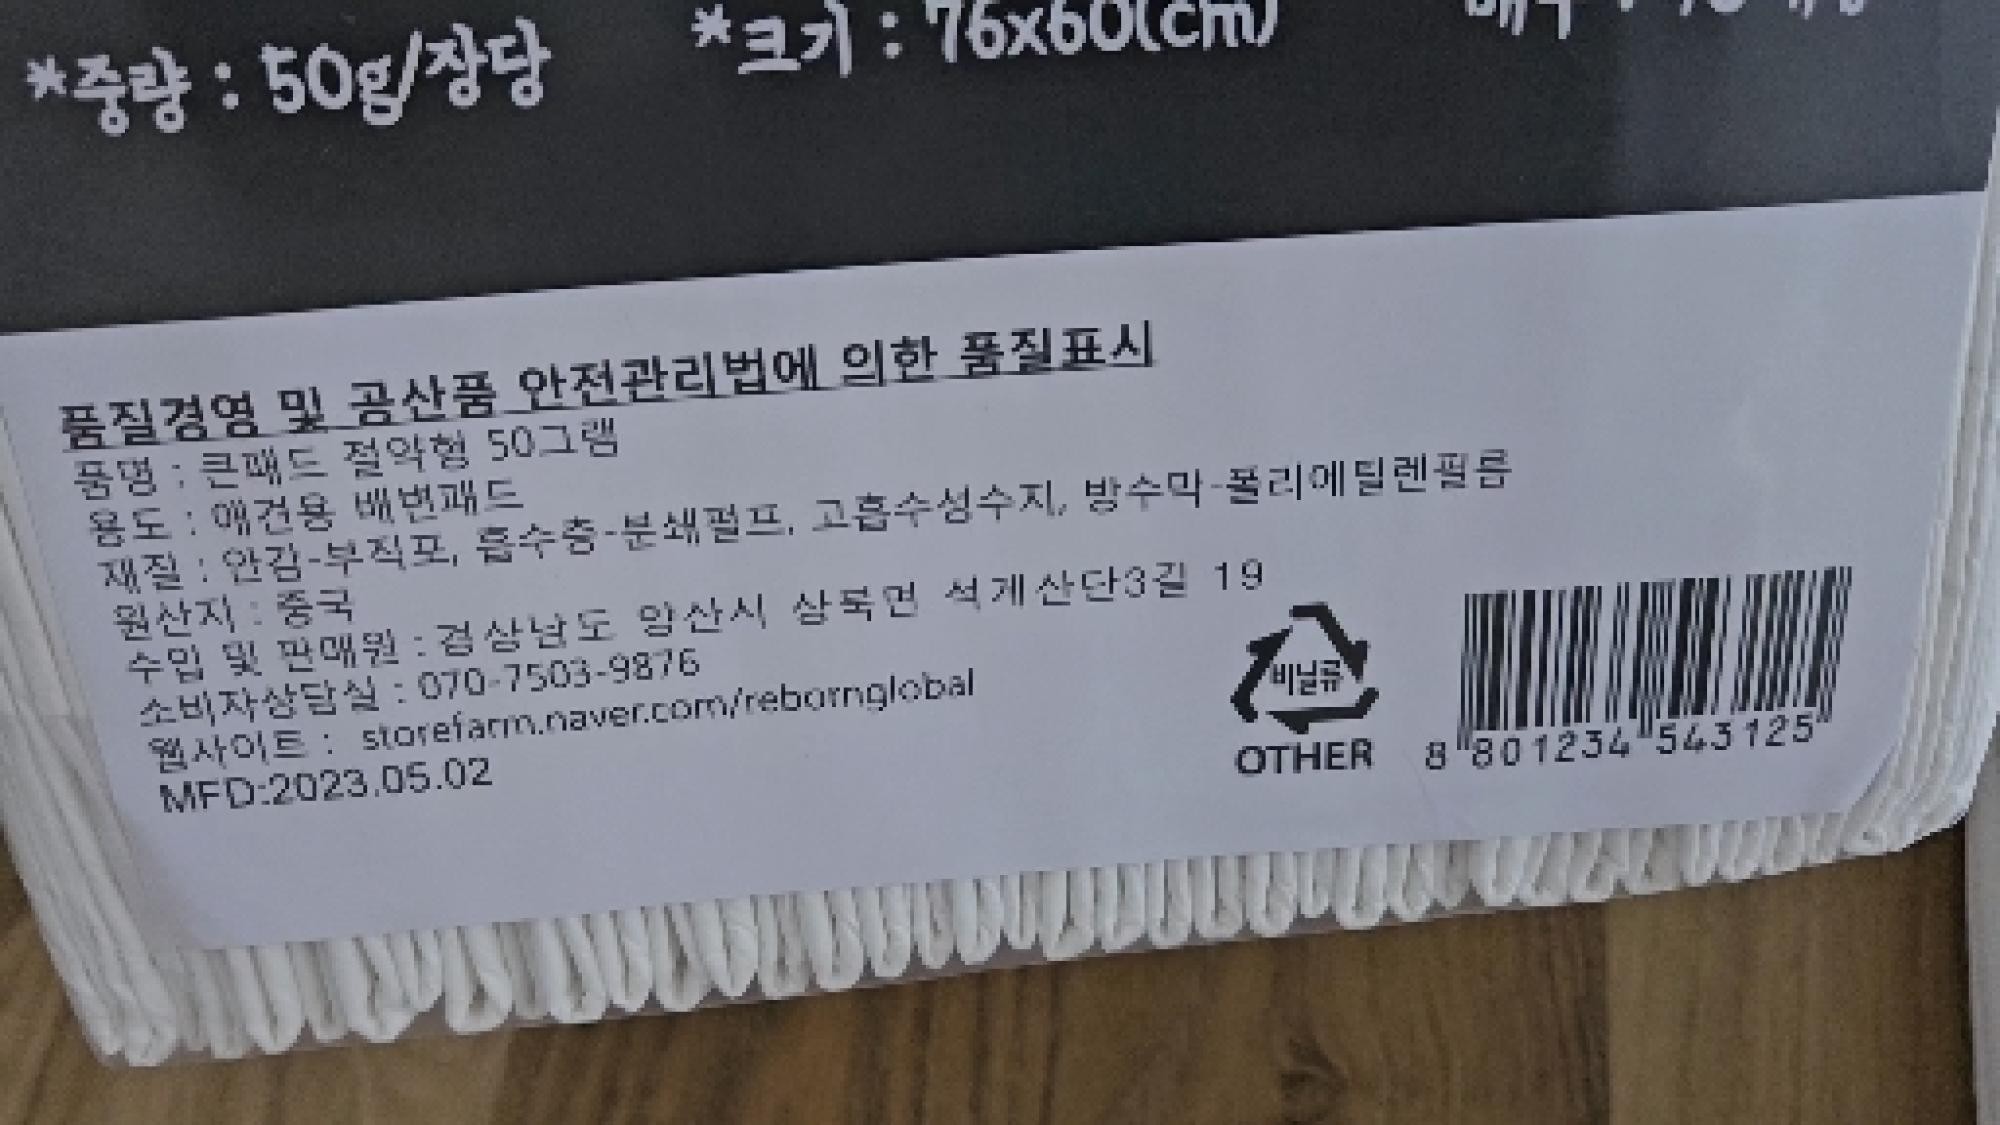 *중량 : 50g/장당
*크기 : 76x60(cm)
품질경영 및 공산품 안전관리법에 의한 품질표시
품명 : 큰패드 절약형 50그램
용도 : 애견용 배변패드
재질 : 안감-부직포, 흡수층-분쇄펄프, 고흡수성수지, 방수막-폴리에틸렌필름
원산지 : 중국
수입 및 판매원 : 경상남도 양산시 상북면 석계산단3길 19
소비자상담실 : 070-7503-9876
웹사이트 : storefarm.naver.com/rebornglobal
MFD:2023.05.02
비닐류
OTHER
8 801234 543125